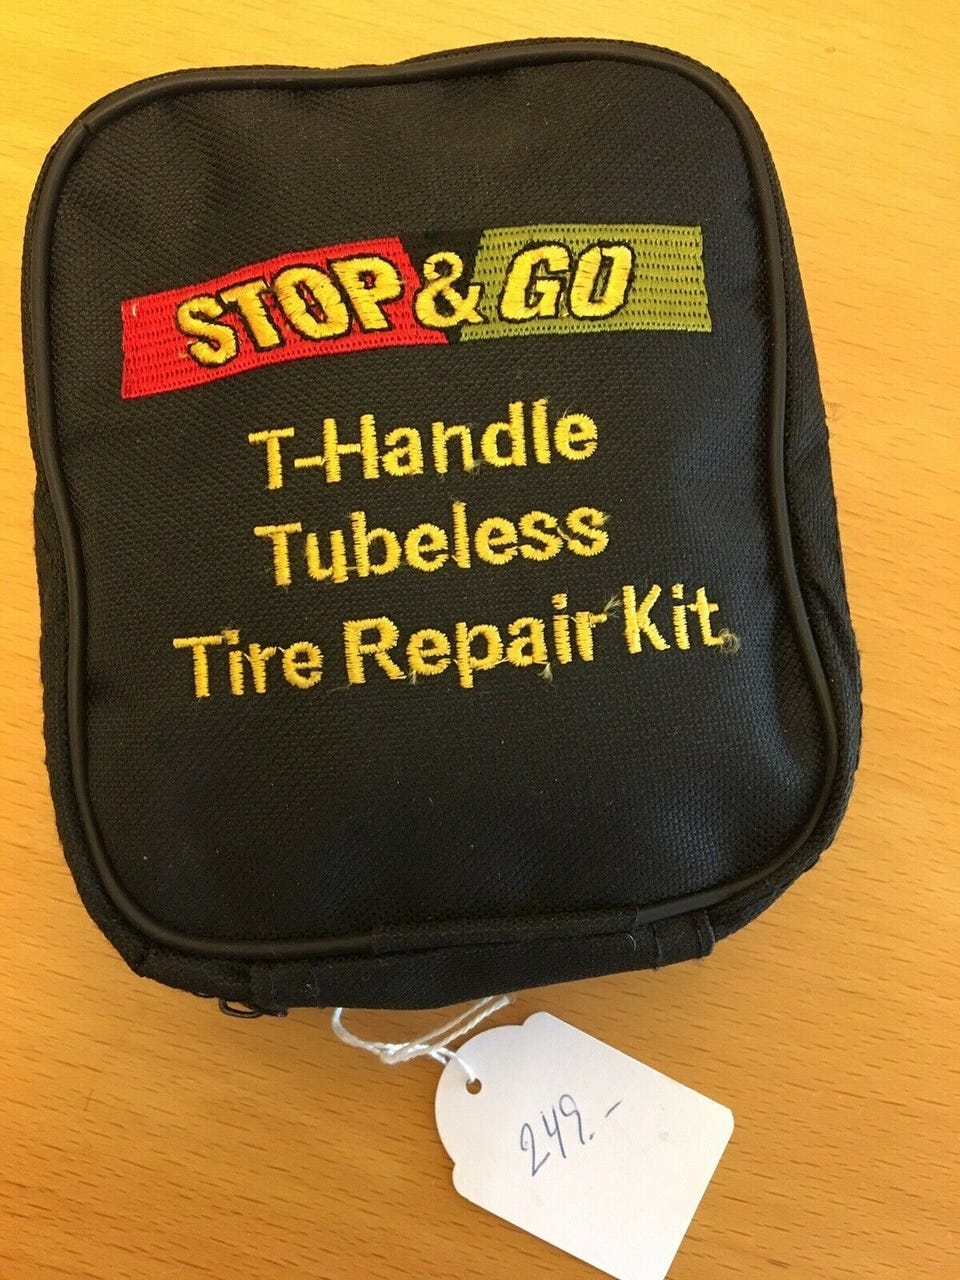 STOP & GO
T-Handle
Tubeless
Tire Repair Kit
249.-